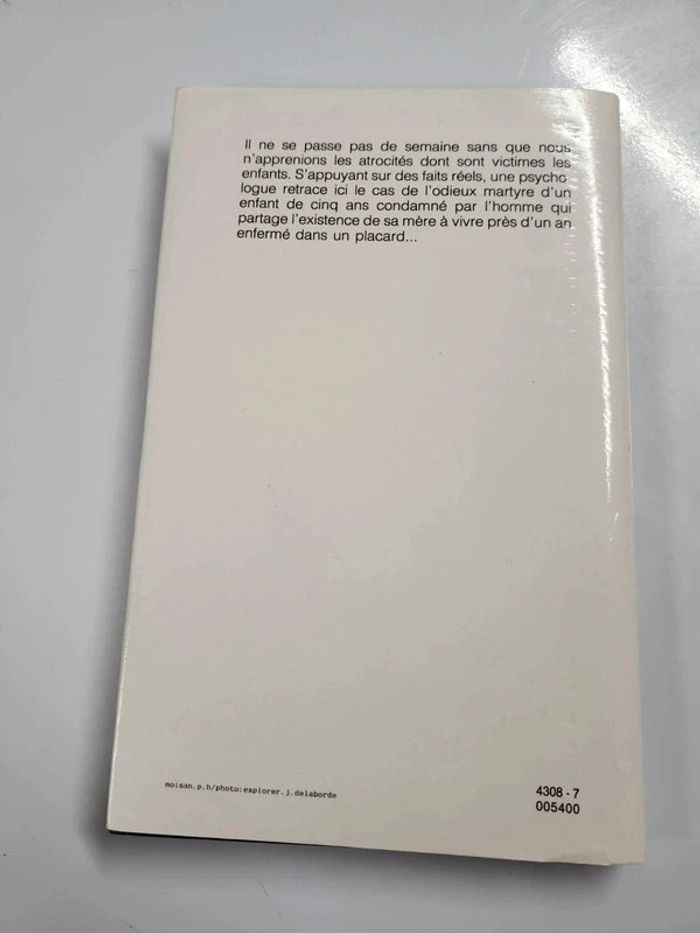 Il ne se passe pas de semaine sans que nous
n'apprenions les atrocités dont sont victimes les
enfants. S'appuyant sur des faits réels, une psycho-
logue retrace ici le cas de l'odieux martyre d'un
enfant de cinq ans condamné par l'homme qui
partage l'existence de sa mère à vivre près d'un an
enfermé dans un placard...
moisan.p.h/photo:explorer.j.delaborde
4308 - 7
005400